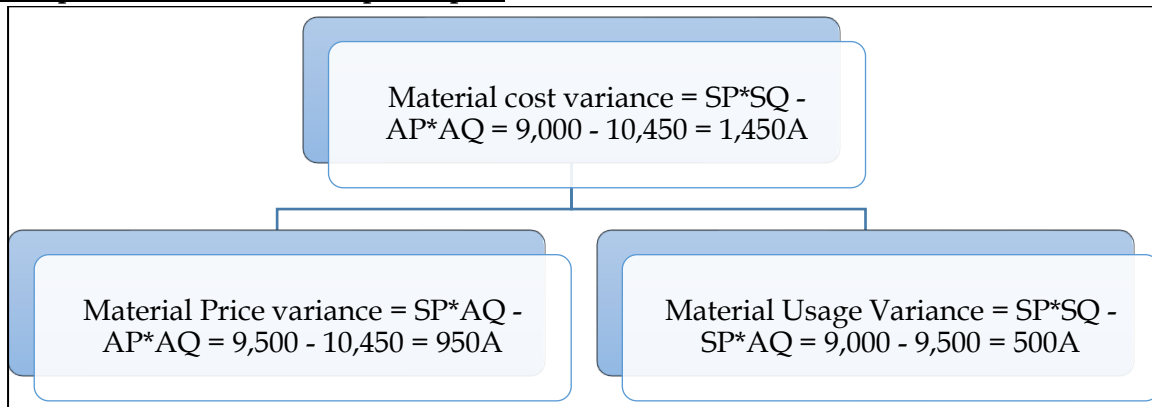 Material cost variance = SP*SQ -
AP*AQ = 9,000 - 10,450 = 1,450A
Material Price variance = SP*AQ -
AP*AQ = 9,500 - 10,450 = 950A
Material Usage Variance = SP*SQ -
SP*AQ = 9,000 - 9,500 = 500A